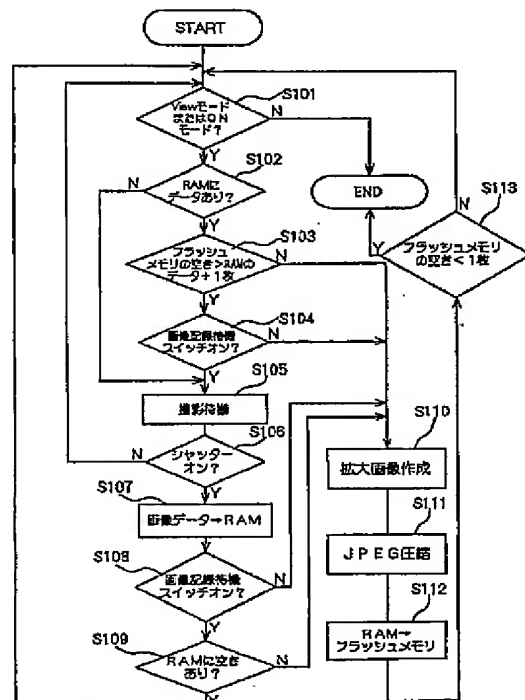 START
S101
Viewモード
またはON
モード?
N
Y
S102
RAMに
データあり?
N
Y
S103
フラッシュ
メモリの空き>RAMの
データ+1枚
N
Y
S104
画像記録待機
スイッチオン?
N
Y
S105
撮影待機
S106
シャッター
オン?
N
Y
S107
画像データ→RAM
S108
画像記録待機
スイッチオン?
N
Y
S109
RAMに空き
あり?
N
Y
END
S113
フラッシュメモリ
の空き<1枚
N
Y
S110
拡大画像作成
S111
JPEG圧縮
S112
RAM→
フラッシュメモリ